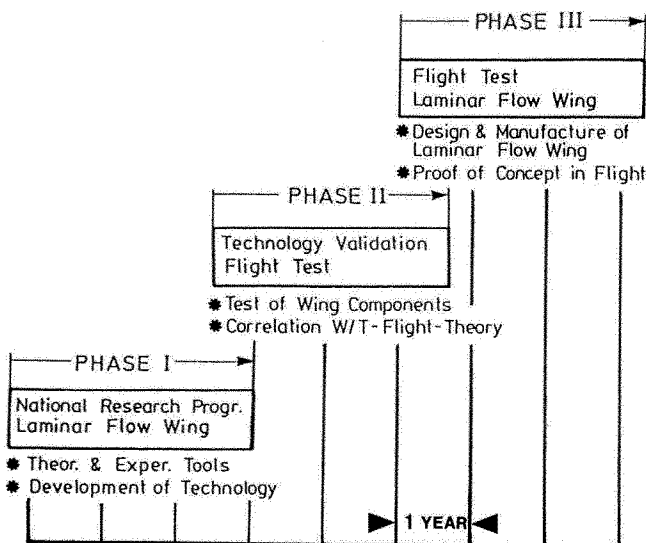 PHASE III
Flight Test
Laminar Flow Wing
✱ Design & Manufacture of
Laminar Flow Wing
✱ Proof of Concept in Flight
PHASE II
Technology Validation
Flight Test
✱ Test of Wing Components
✱ Correlation W/T-Flight-Theory
PHASE I
National Research Progr.
Laminar Flow Wing
✱ Theor. & Exper. Tools
✱ Development of Technology
1 YEAR